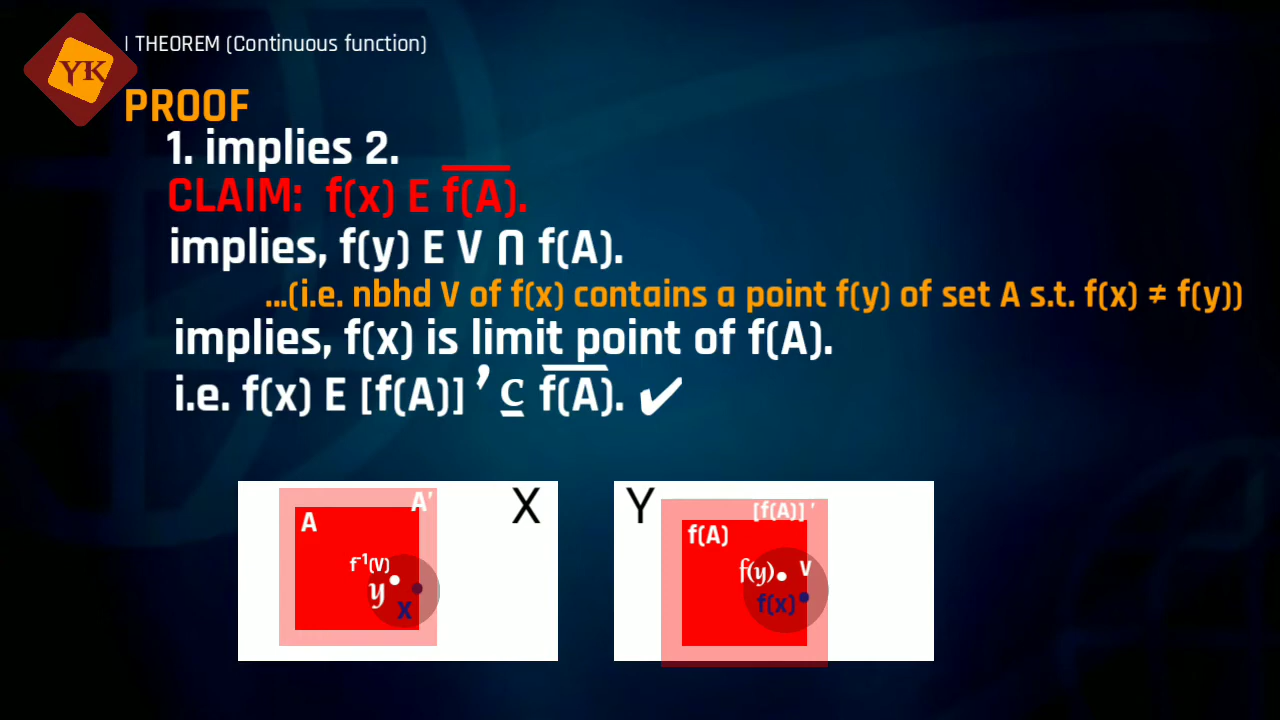 YK
| THEOREM (Continuous function)
PROOF
1. implies 2.
CLAIM: f(x) E f(A).
implies, f(y) E V ∩ f(A).
...(i.e. nbhd V of f(x) contains a point f(y) of set A s.t. f(x) ≠ f(y))
implies, f(x) is limit point of f(A).
i.e. f(x) E [f(A)] ’ ⊆ f(A). ✔
A’
X
A
f⁻¹(V)
y
X
Y
[f(A)] ’
f(A)
f(y)
V
f(x)